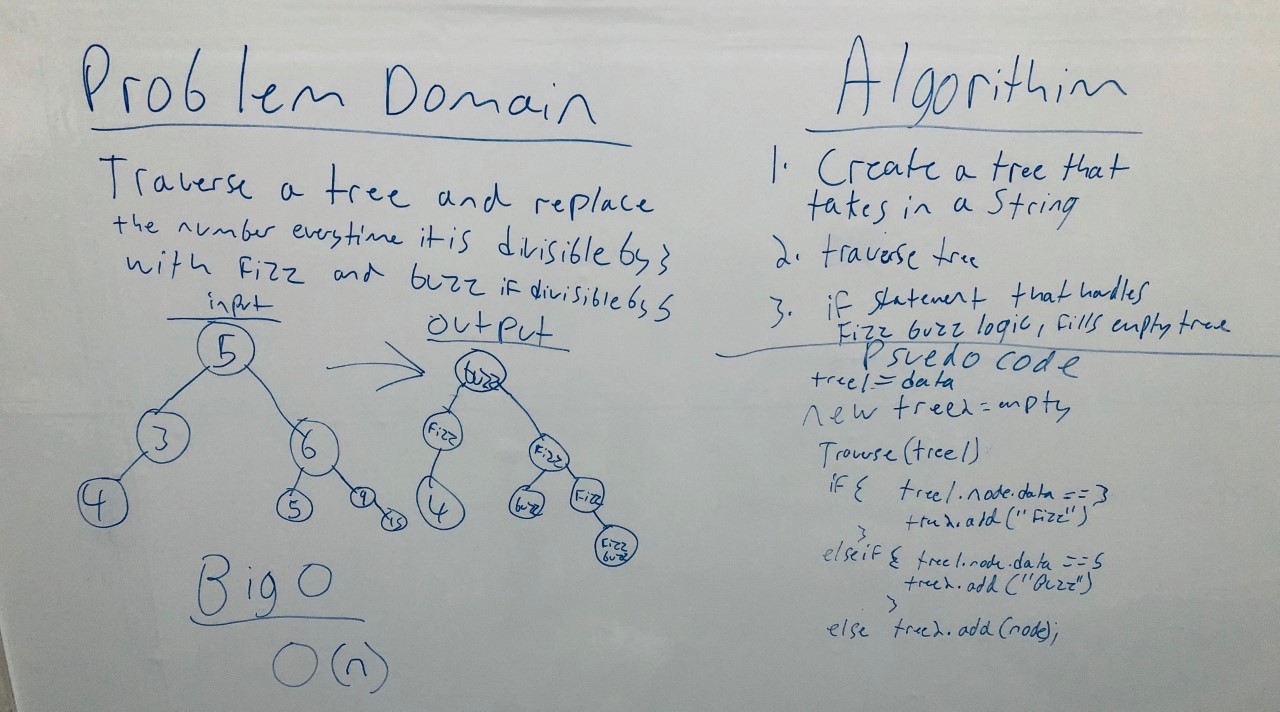 Problem Domain
Traverse a tree and replace
the number everytime it is divisible by 3
with Fizz and buzz if divisible by 5
input
5
3
6
4
5
9
15
output
buzz
Fizz
Fizz
4
buzz
Fizz
Fizz
buzz
Big O
O(n)
Algorithim
1. Create a tree that
takes in a String
2. traverse tree
3. if statement that handles
Fizz buzz logic, fills empty tree
Psuedo code
tree1 = data
new tree2 = empty
Traverse (tree1)
if { tree1.node.data == 3
tree2.add ("Fizz")
}
elseif { tree1.node.data == 5
tree2.add ("Buzz")
}
else tree2.add (node);